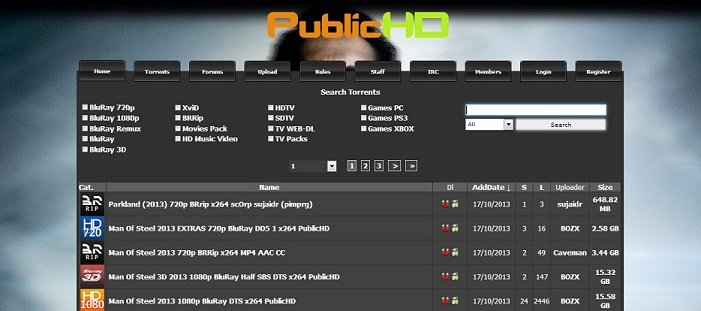 PublicHD
Home Torrents Forums Upload Rules Staff IRC Members Login Register
Search Torrents
BluRay 720p XviD HDTV Games PC
BluRay 1080p BRRip SDTV Games PS3
BluRay Remux Movies Pack TV WEB-DL Games XBOX All Search
BluRay HD Music Video TV Packs
BluRay 3D
1 1 2 3 > »
Cat. Name Dl AddDate ↓ S L Uploader Size
BR RIP Parkland (2013) 720p BRrip x264 scOrp sujaidr (pimprg) 17/10/2013 1 3 sujaidr 648.82 MB
HD 720 Man Of Steel 2013 EXTRAS 720p BluRay DD5 1 x264 PublicHD 17/10/2013 3 16 BOZX 2.58 GB
BR RIP Man Of Steel 2013 720p BRRip x264 MP4 AAC CC 17/10/2013 2 49 Caveman 3.44 GB
Blu-ray 3D Man Of Steel 3D 2013 1080p BluRay Half SBS DTS x264 PublicHD 17/10/2013 2 147 BOZX 15.32 GB
HD 1080 Man Of Steel 2013 1080p BluRay DTS x264 PublicHD 17/10/2013 24 2446 BOZX 15.58 GB